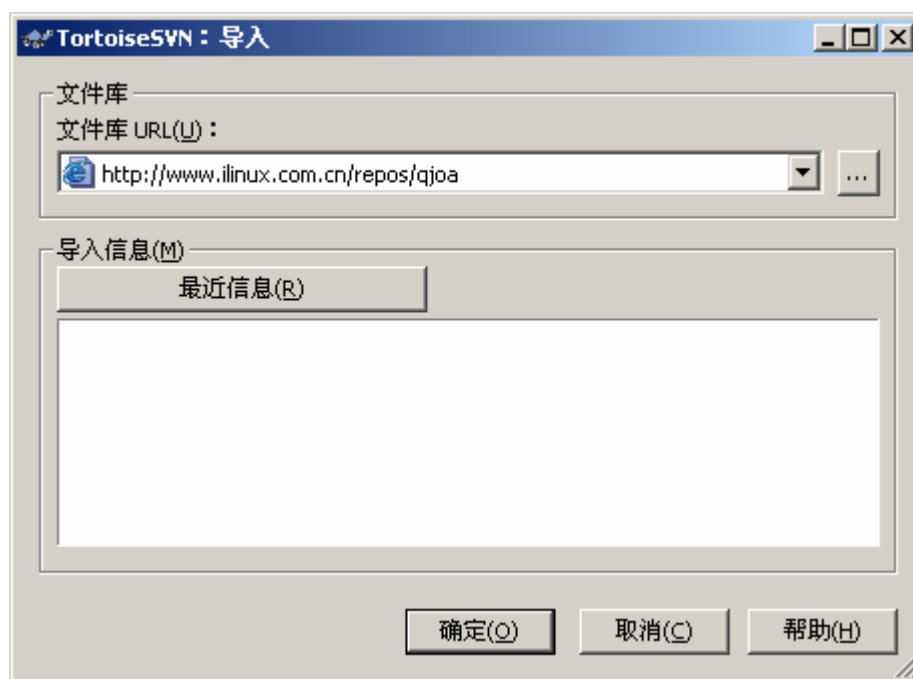 TortoiseSVN：导入
文件库
文件库 URL(U)：
http://www.ilinux.com.cn/repos/qjoa
...
导入信息(M)
最近信息(R)
确定(O)
取消(C)
帮助(H)